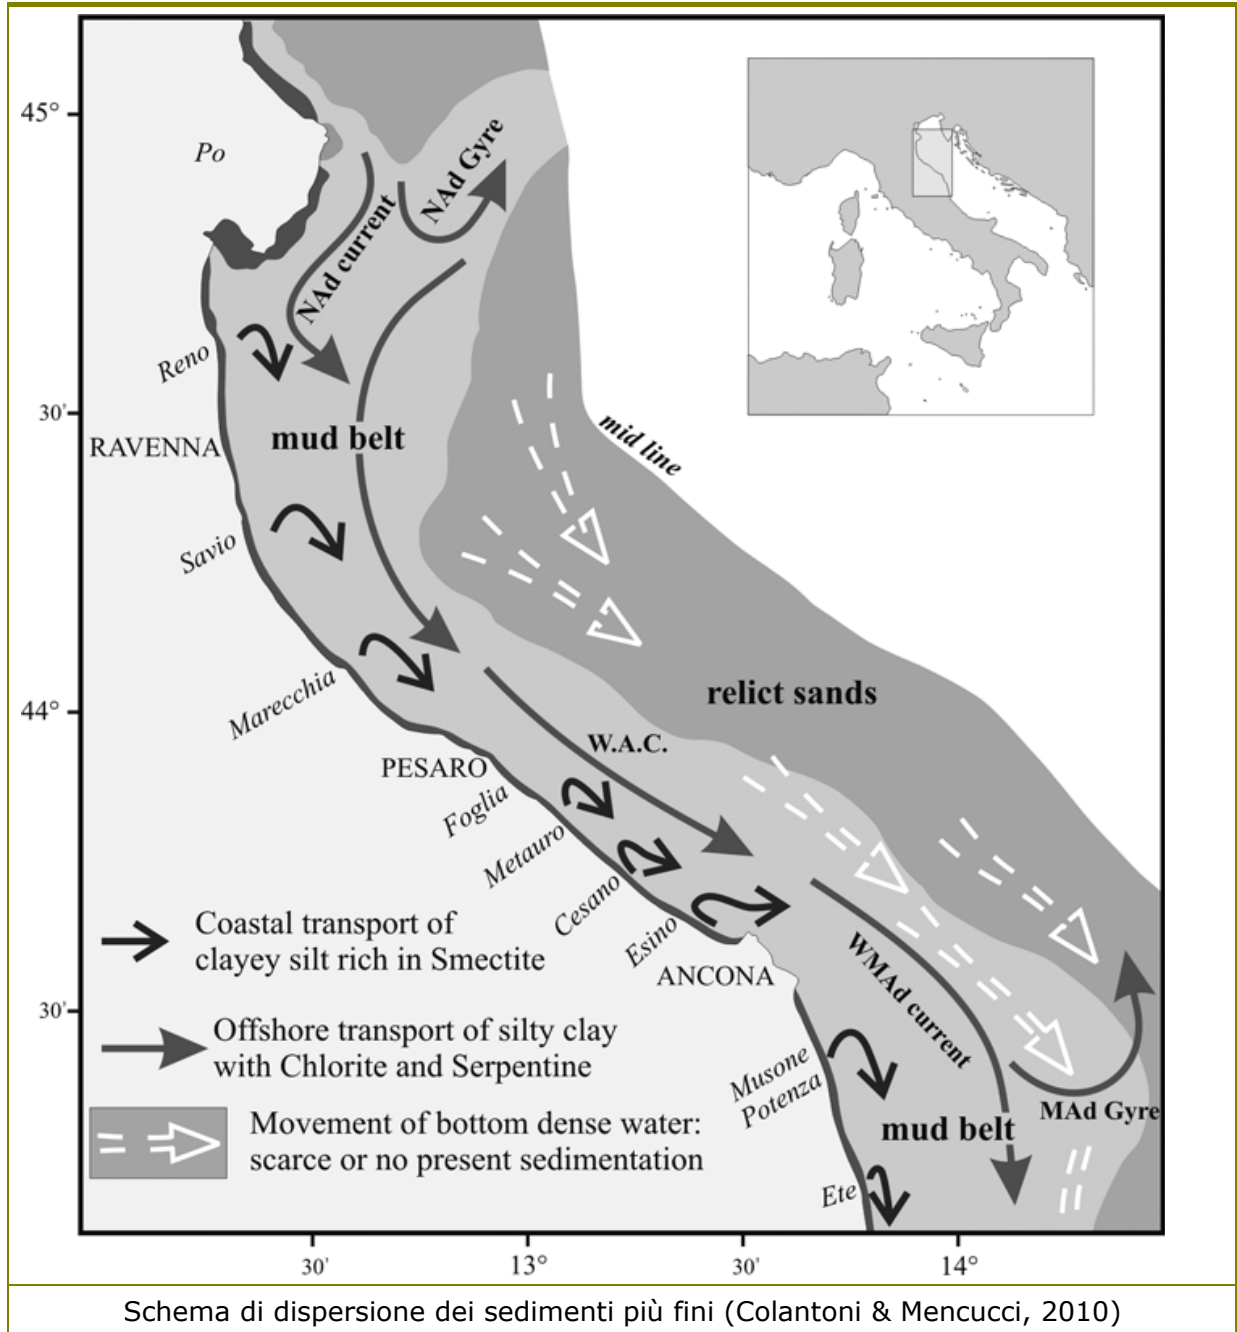 45°
Po
NAd Gyre
NAd current
Reno
30'
mid line
RAVENNA
mud belt
Savio
Marecchia
relict sands
44°
W.A.C.
PESARO
Foglia
Metauro
Cesano
Esino
ANCONA
Coastal transport of
clayey silt rich in Smectite
WMAd current
30'
Offshore transport of silty clay
with Chlorite and Serpentine
Musone
Potenza
MAd Gyre
Movement of bottom dense water:
scarce or no present sedimentation
mud belt
Ete
30'
13°
30'
14°
Schema di dispersione dei sedimenti più fini (Colantoni & Mencucci, 2010)